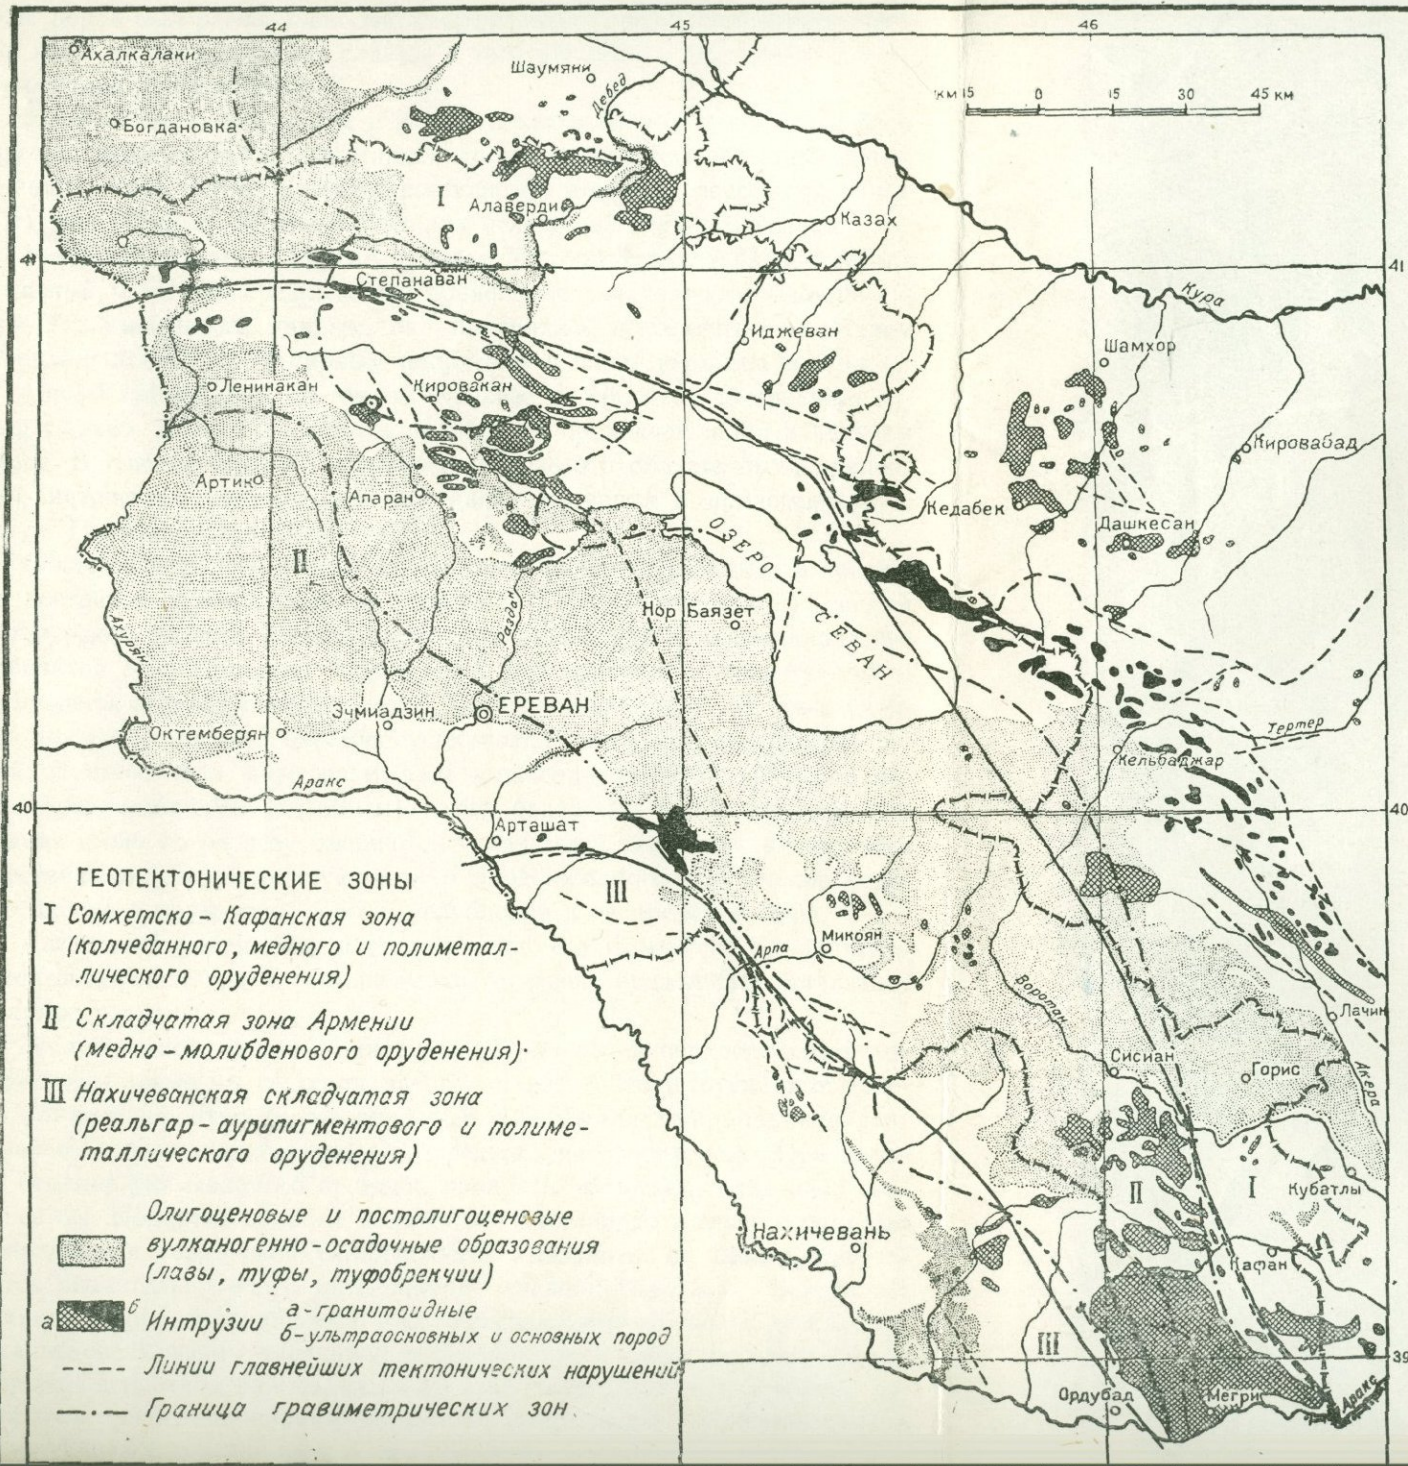 44 45 46
Ахалкалаки
Шаумяни
Дебед
км 15 0 15 30 45 км
Богдановка
I
Алаверди
Казах
41 41
Степанаван
Кура
Иджеван
Шамхор
Ленинакан
Кировакан
Кировабад
Артик
Апаран
Кедабек
Дашкесан
ОЗЕРО СЕВАН
II
Нор Баязет
Ахурян
Раздан
ЕРЕВАН
Эчмиадзин
Октемберян
Тертер
Кельбаджар
Аракс
40 40
Арташат
ГЕОТЕКТОНИЧЕСКИЕ ЗОНЫ
III
I Сомхетско-Кафанская зона
(колчеданного, медного и полиметал-
лического оруденения)
Микоян
Арпа
Воротан
Лачин
II Складчатая зона Армении
(медно-молибденового оруденения).
Сисиан
Горис
Акера
III Нахичеванская складчатая зона
(реальгар-аурипигментового и полиме-
таллического оруденения)
II
I
Кубатлы
Олигоценовые и постолигоценовые
вулканогенно-осадочные образования
(лавы, туфы, туфобрекчии)
Нахичевань
Кафан
а б Интрузии а-гранитоидные
б-ультраосновных и основных пород
III
Линии главнейших тектонических нарушений
39
Ордубад
Мегри
Аракс
Граница гравиметрических зон.